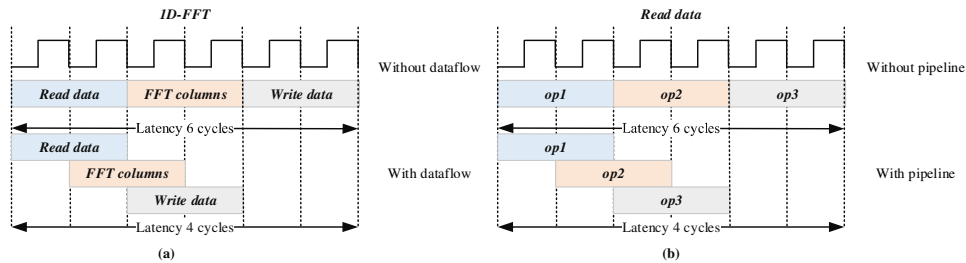 1D-FFT
Without dataflow
Read data FFT columns Write data
Latency 6 cycles
Read data
FFT columns
With dataflow
Write data
Latency 4 cycles
(a)
Read data
Without pipeline
op1 op2 op3
Latency 6 cycles
op1
op2
With pipeline
op3
Latency 4 cycles
(b)